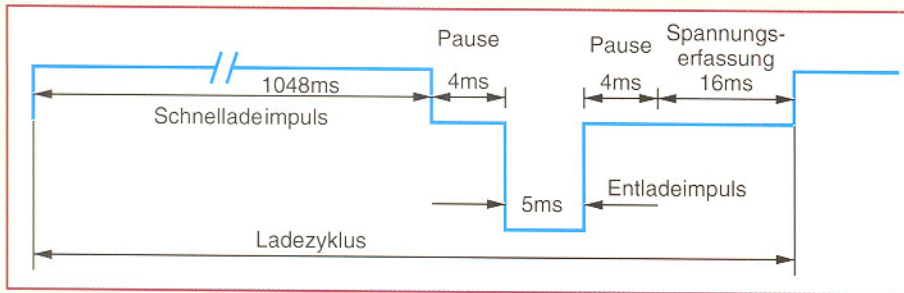 Pause
Pause
Spannungs-
erfassung
1048ms
4ms
4ms
16ms
Schnelladeimpuls
5ms
Entladeimpuls
Ladezyklus